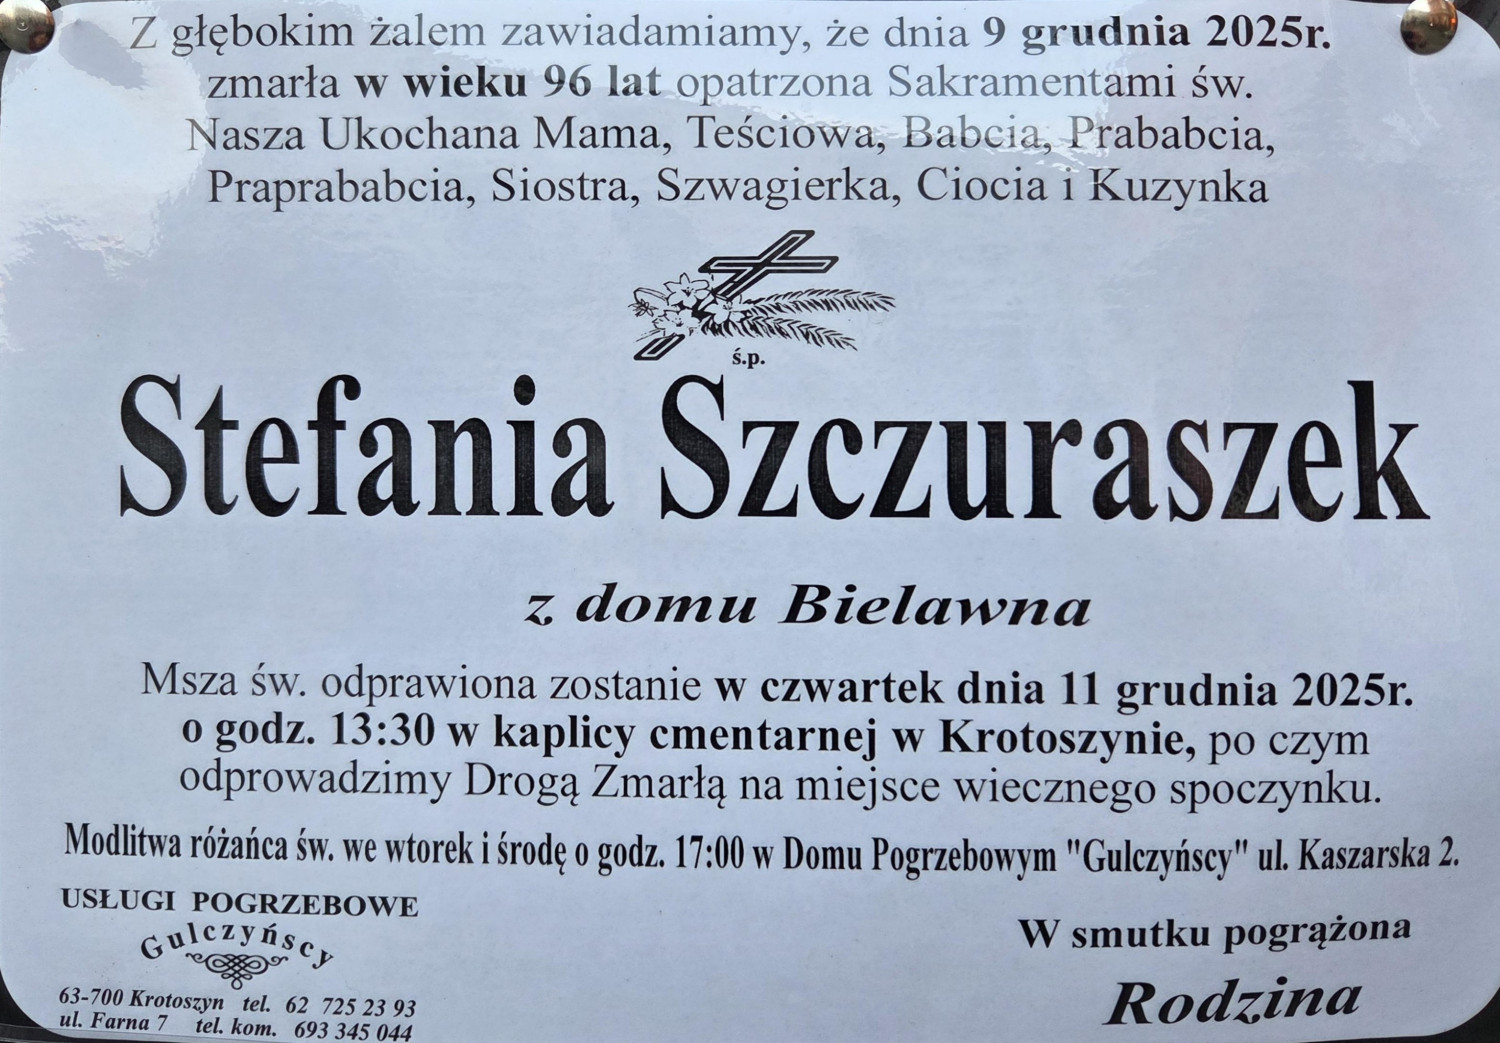 Z głębokim żalem zawiadamiamy, że dnia 9 grudnia 2025r.
zmarła w wieku 96 lat opatrzona Sakramentami św.
Nasza Ukochana Mama, Teściowa, Babcia, Prababcia,
Praprababcia, Siostra, Szwagierka, Ciocia i Kuzynka
ś.p.
Stefania Szczuraszek
z domu Bielawna
Msza św. odprawiona zostanie w czwartek dnia 11 grudnia 2025r.
o godz. 13:30 w kaplicy cmentarnej w Krotoszynie, po czym
odprowadzimy Drogą Zmarłą na miejsce wiecznego spoczynku.
Modlitwa różańca św. we wtorek i środę o godz. 17:00 w Domu Pogrzebowym "Gulczyńscy" ul. Kaszarska 2.
USŁUGI POGRZEBOWE
Gulczyńscy
63-700 Krotoszyn tel. 62 725 23 93
ul. Farna 7 tel. kom. 693 345 044
W smutku pogrążona
Rodzina